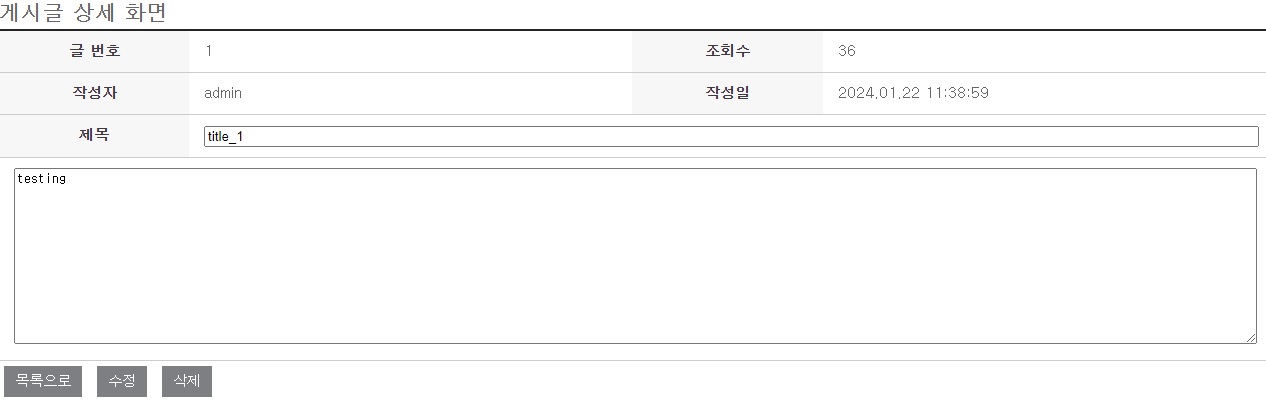 게시글 상세 화면
글 번호 1 조회수 36
작성자 admin 작성일 2024.01.22 11:38:59
제목 title_1
testing
목록으로 수정 삭제